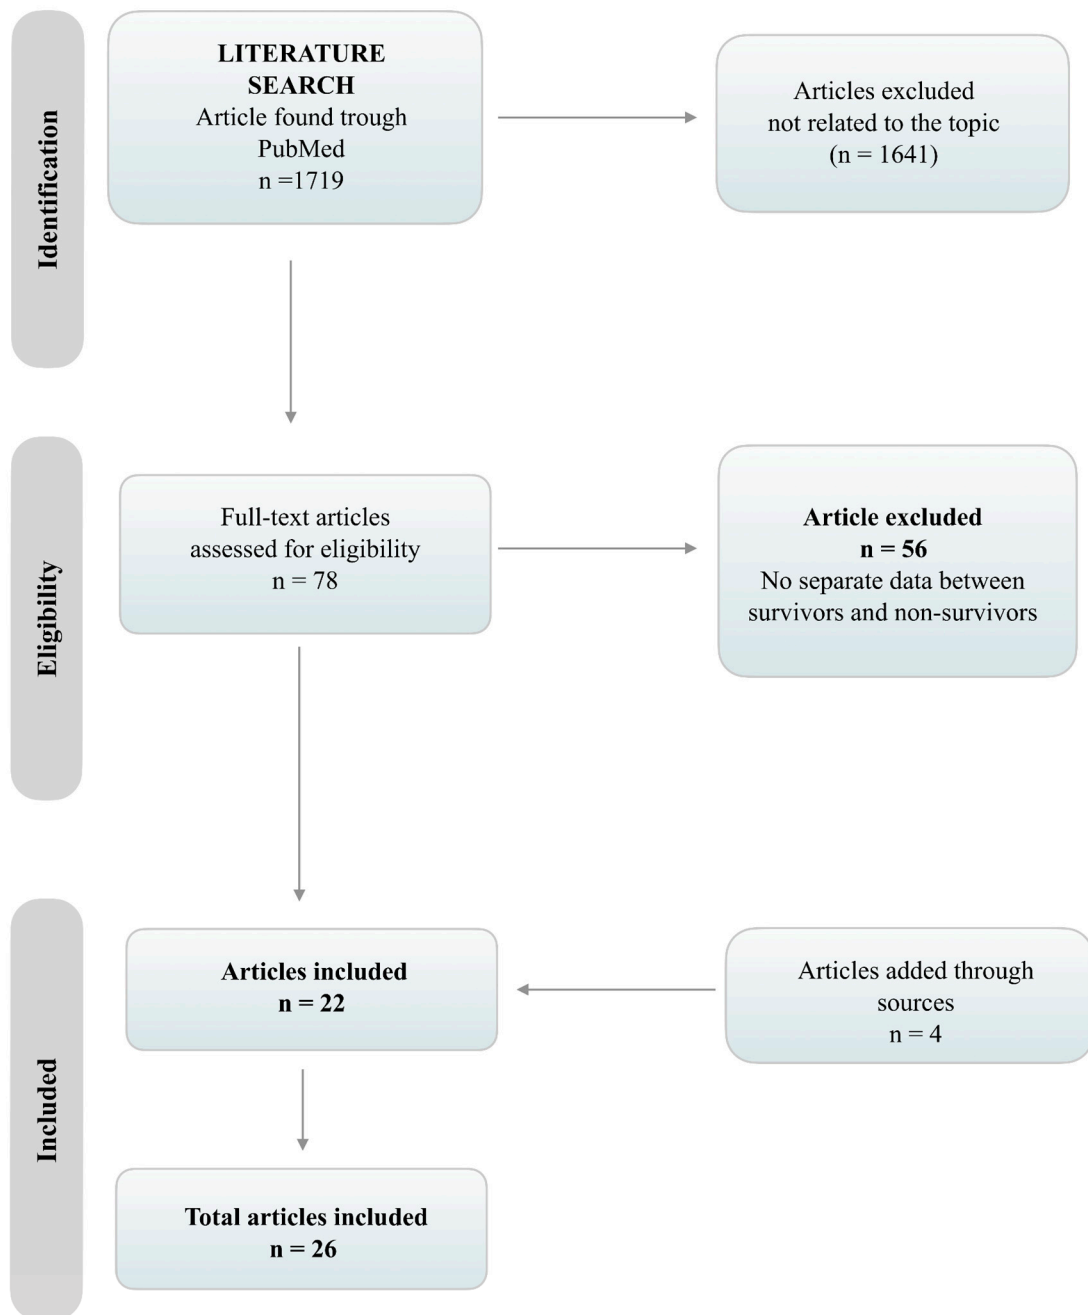 Identification
LITERATURE
SEARCH
Article found trough
PubMed
n =1719
Articles excluded
not related to the topic
(n = 1641)
Eligibility
Full-text articles
assessed for eligibility
n = 78
Article excluded
n = 56
No separate data between
survivors and non-survivors
Included
Articles included
n = 22
Articles added through
sources
n = 4
Total articles included
n = 26